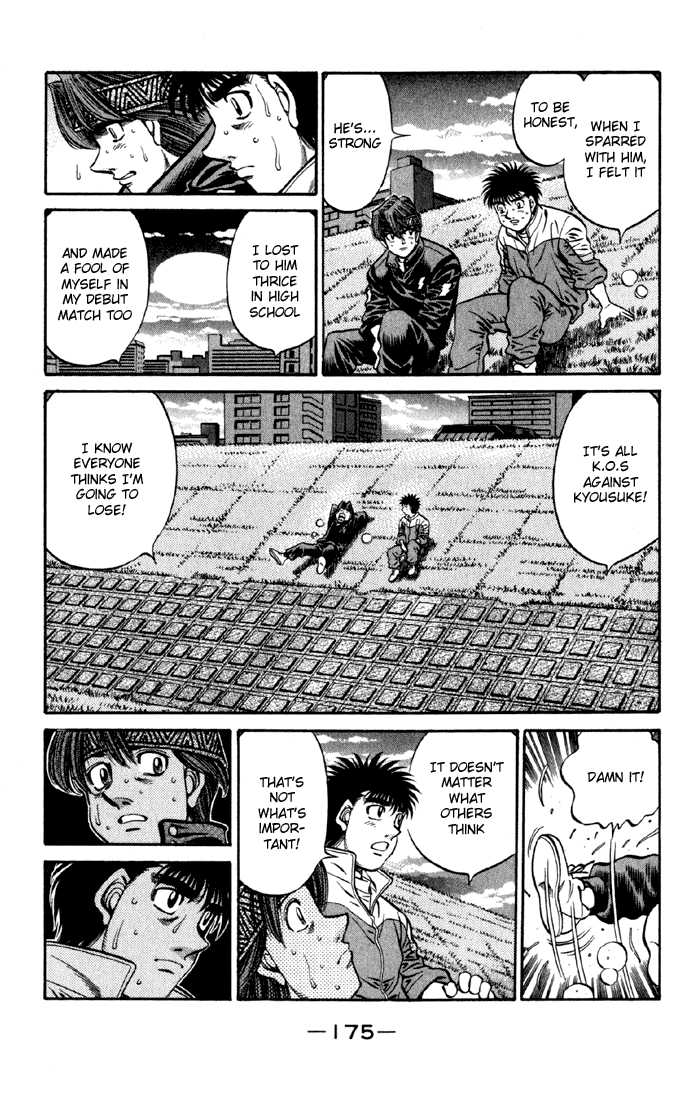 TO BE
HONEST,
WHEN I
SPARRED
WITH HIM,
I FELT IT
HE'S...
STRONG
I LOST
TO HIM
THRICE
IN HIGH
SCHOOL
AND MADE
A FOOL OF
MYSELF IN
MY DEBUT
MATCH TOO
IT'S ALL
K.O.S
AGAINST
KYOUSUKE!
I KNOW
EVERYONE
THINKS I'M
GOING TO
LOSE!
DAMN IT!
IT DOESN'T
MATTER
WHAT
OTHERS
THINK
THAT'S
NOT
WHAT'S
IMPOR-
TANT!
—175—